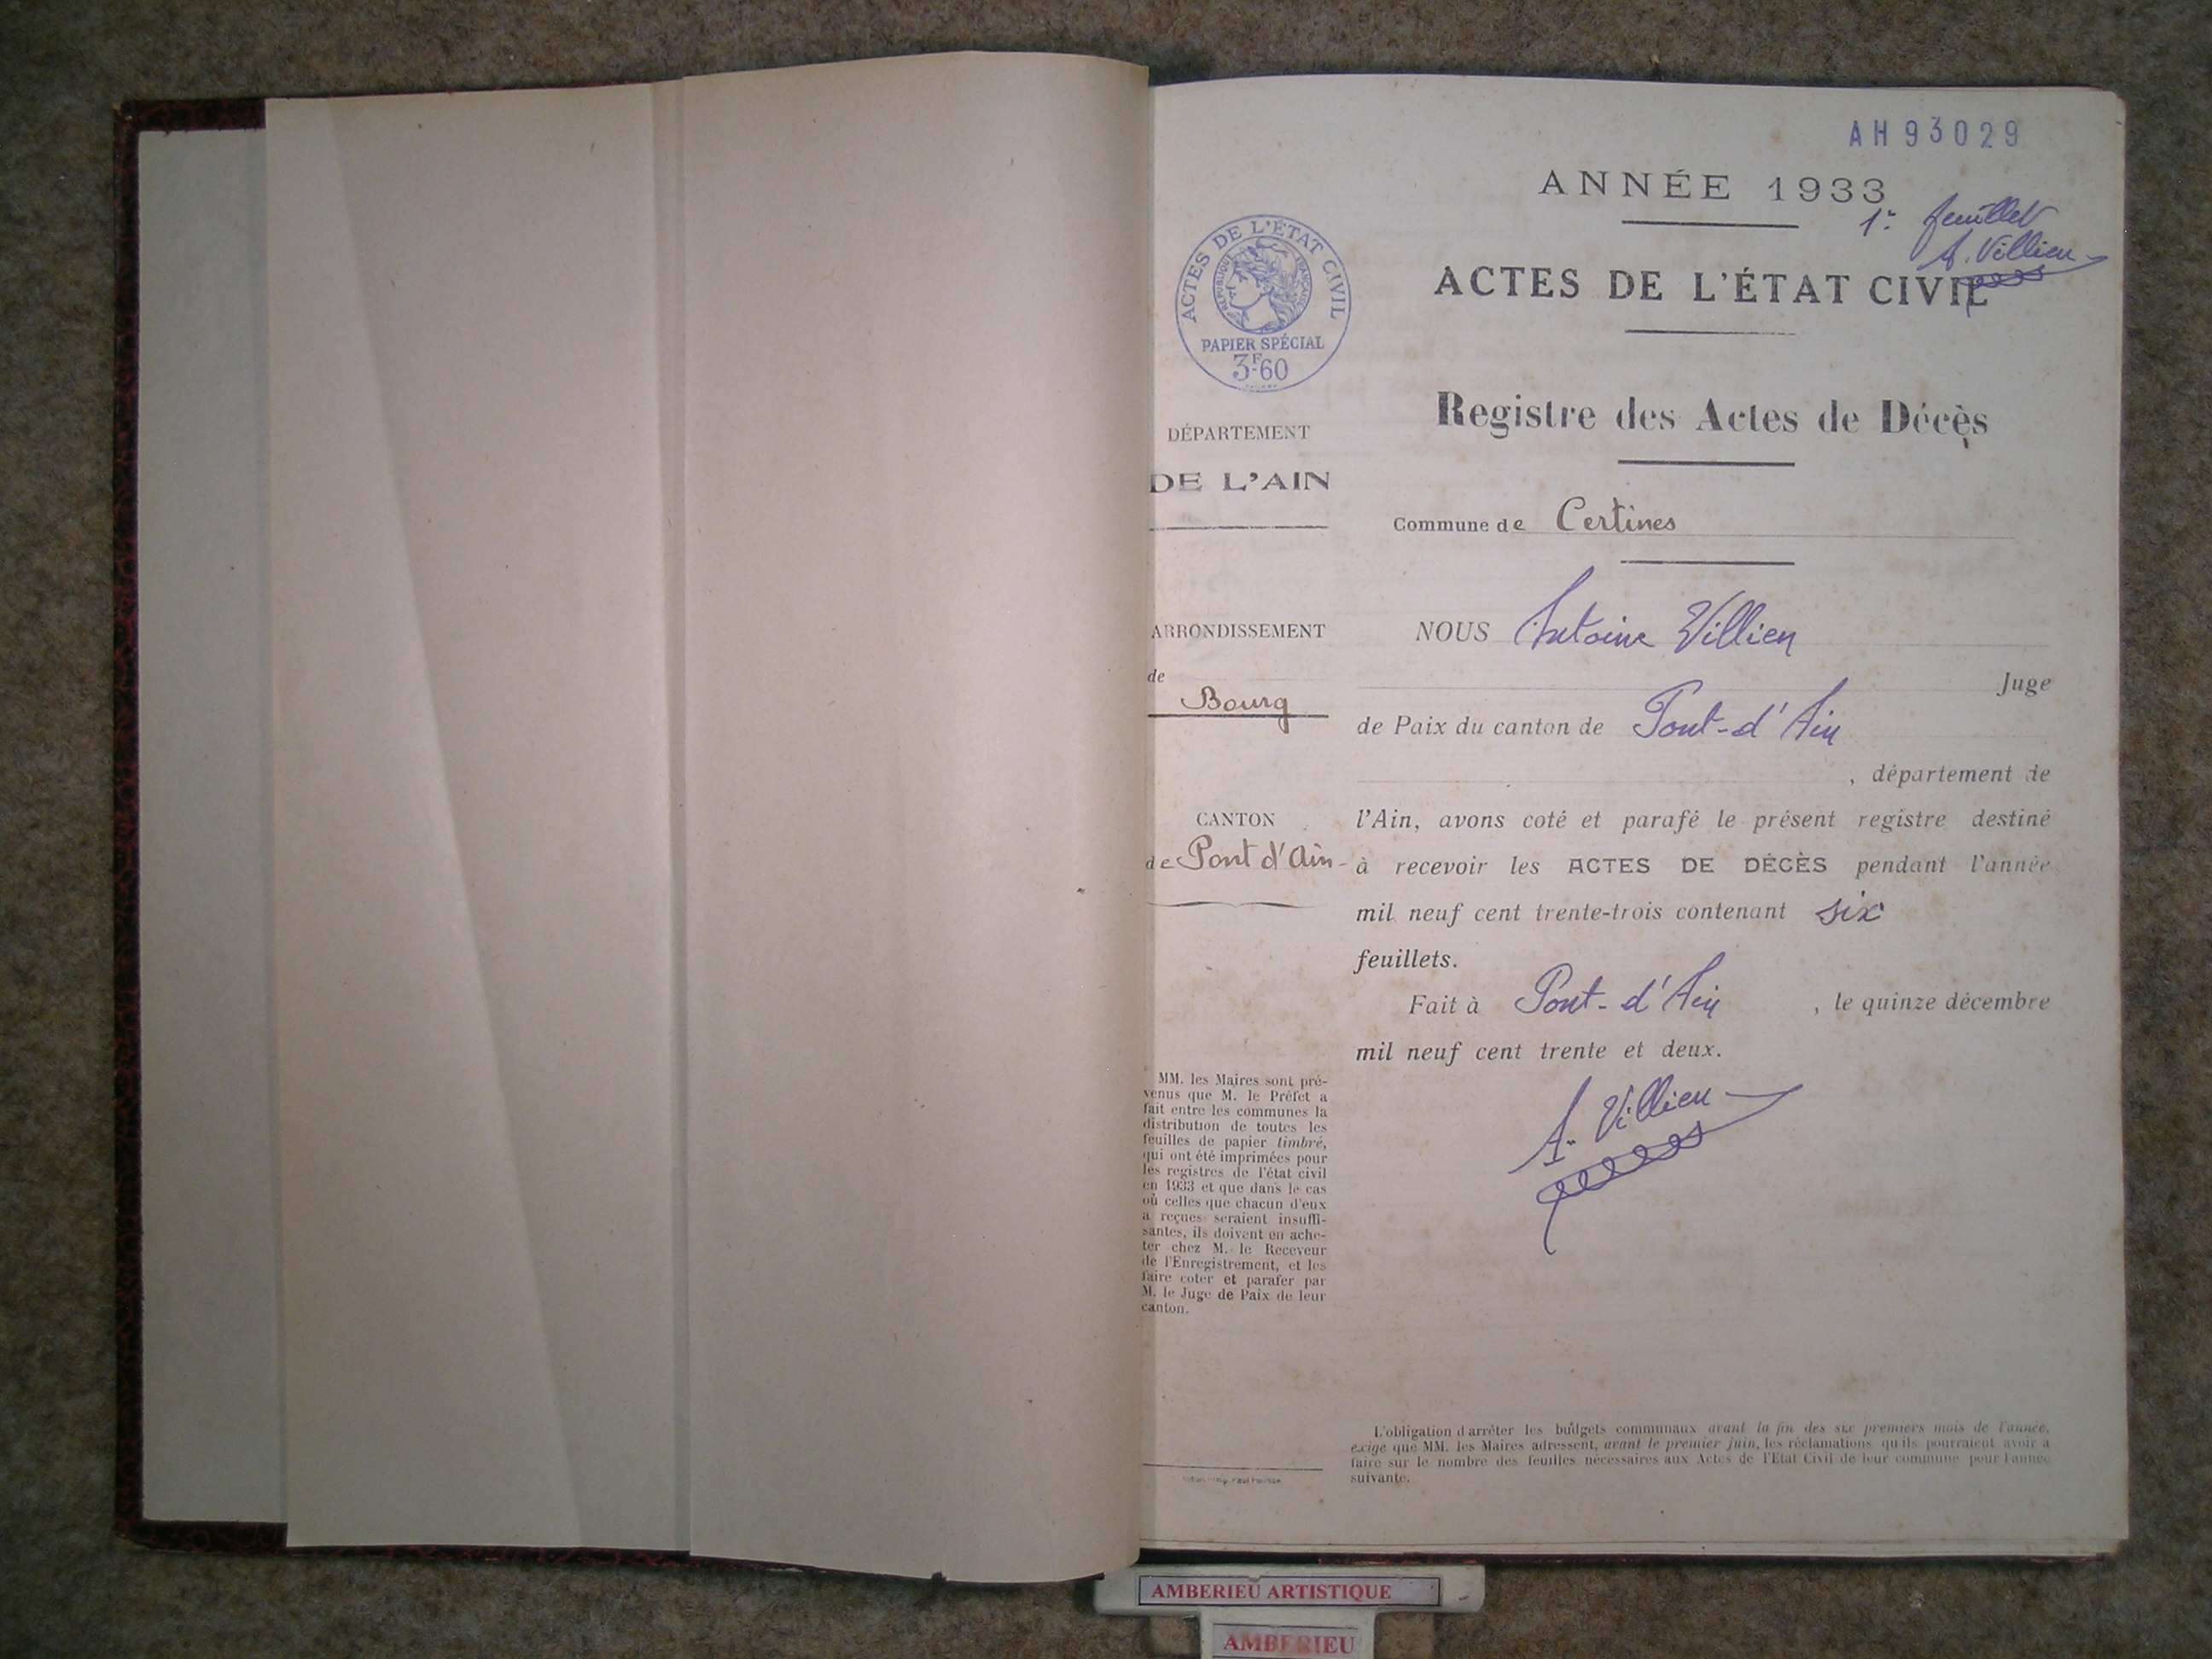 AH93029
ANNÉE 1933
1er feuillet
A. Villien
ACTES DE L'ÉTAT CIVIL
ACTES DE L'ÉTAT CIVIL
RÉPUBLIQUE FRANÇAISE
PAPIER SPÉCIAL
3F60
Registre des Actes de Décès
DÉPARTEMENT
DE L'AIN
Commune de Certines
ARRONDISSEMENT
de
Bourg
CANTON
de Pont d'Ain
NOUS Antoine Villien
Juge
de Paix du canton de Pont-d'Ain
, département de
l'Ain, avons coté et parafé le présent registre destiné
à recevoir les ACTES DE DÉCÈS pendant l'année
mil neuf cent trente-trois contenant six
feuillets.
Fait à Pont-d'Ain , le quinze décembre
mil neuf cent trente et deux.
A. Villien
MM. les Maires sont pré-
venus que M. le Préfet a
fait entre les communes la
distribution de toutes les
feuilles de papier timbré,
qui ont été imprimées pour
les registres de l'état civil
en 1933 et que dans le cas
où celles que chacun d'eux
a reçues seraient insuffi-
santes, ils doivent en ache-
ter chez M. le Receveur
de l'Enregistrement, et les
faire coter et parafer par
M. le Juge de Paix de leur
canton.
L'obligation d'arrêter les budgets communaux avant la fin des six premiers mois de l'année,
exige que MM. les Maires adressent, avant le premier juin, les réclamations qu'ils pourraient avoir à
faire sur le nombre des feuilles nécessaires aux Actes de l'Etat Civil de leur commune pour l'année
suivante.
AMBERIEU ARTISTIQUE
AMBERIEU